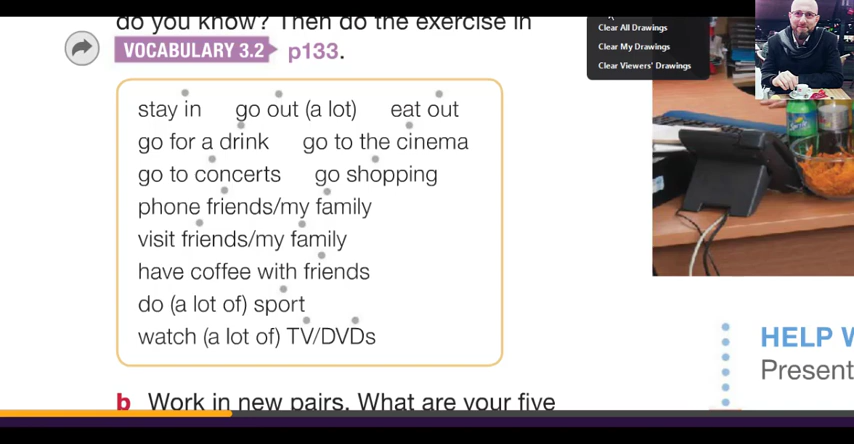 do you know? Then do the exercise in
VOCABULARY 3.2 p133.
stay in go out (a lot) eat out
go for a drink go to the cinema
go to concerts go shopping
phone friends/my family
visit friends/my family
have coffee with friends
do (a lot of) sport
watch (a lot of) TV/DVDs
b Work in new pairs. What are your five
Clear All Drawings
Clear My Drawings
Clear Viewers' Drawings
HELP
Present